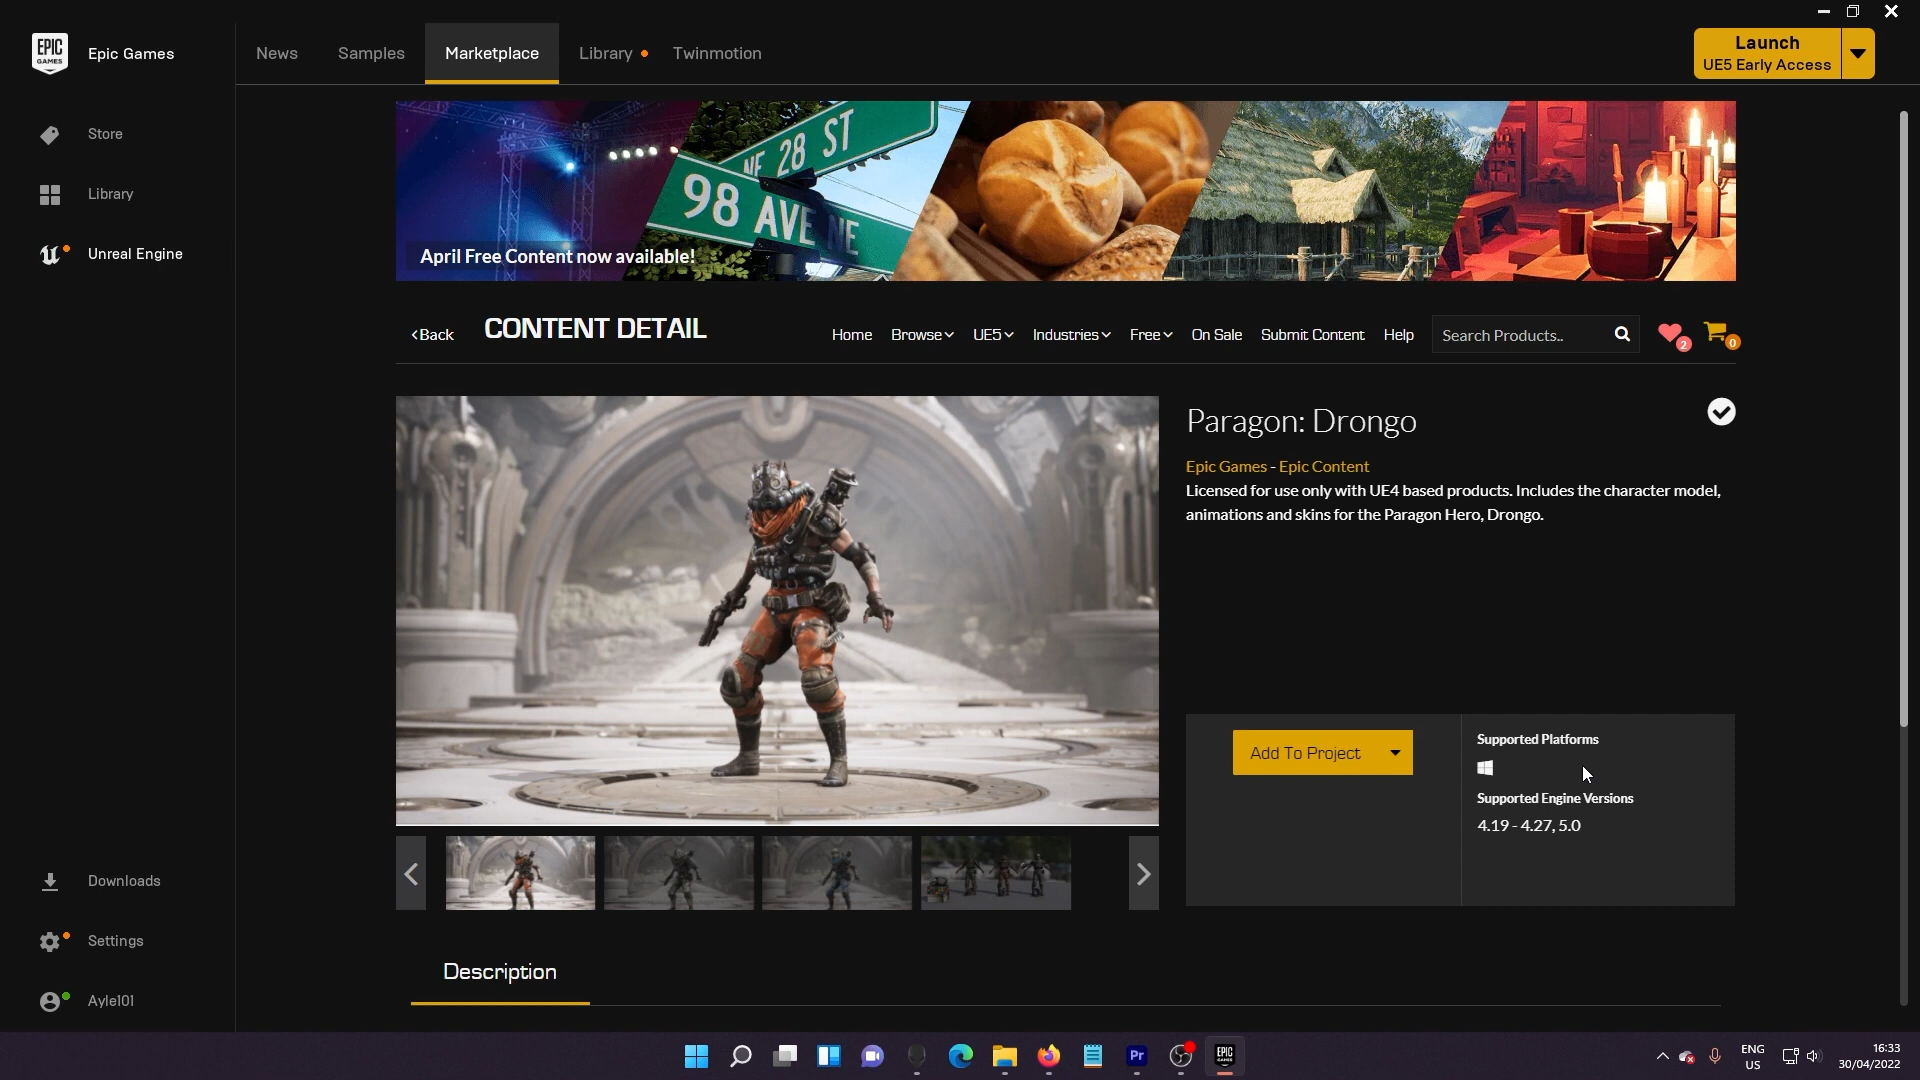 EPIC
GAMES
Epic Games
News
Samples
Marketplace
Library
Twinmotion
Launch
UE5 Early Access
Store
Library
Unreal Engine
NE 28 ST
98 AVE NE
April Free Content now available!
<Back
CONTENT DETAIL
Home
Browse
UE5
Industries
Free
On Sale
Submit Content
Help
Search Products..
2
0
Paragon: Drongo
Epic Games - Epic Content
Licensed for use only with UE4 based products. Includes the character model,
animations and skins for the Paragon Hero, Drongo.
Add To Project
Supported Platforms
Supported Engine Versions
4.19 - 4.27, 5.0
Description
Downloads
Settings
Ayle101
Pr
EPIC
GAMES
ENG
US
16:33
30/04/2022